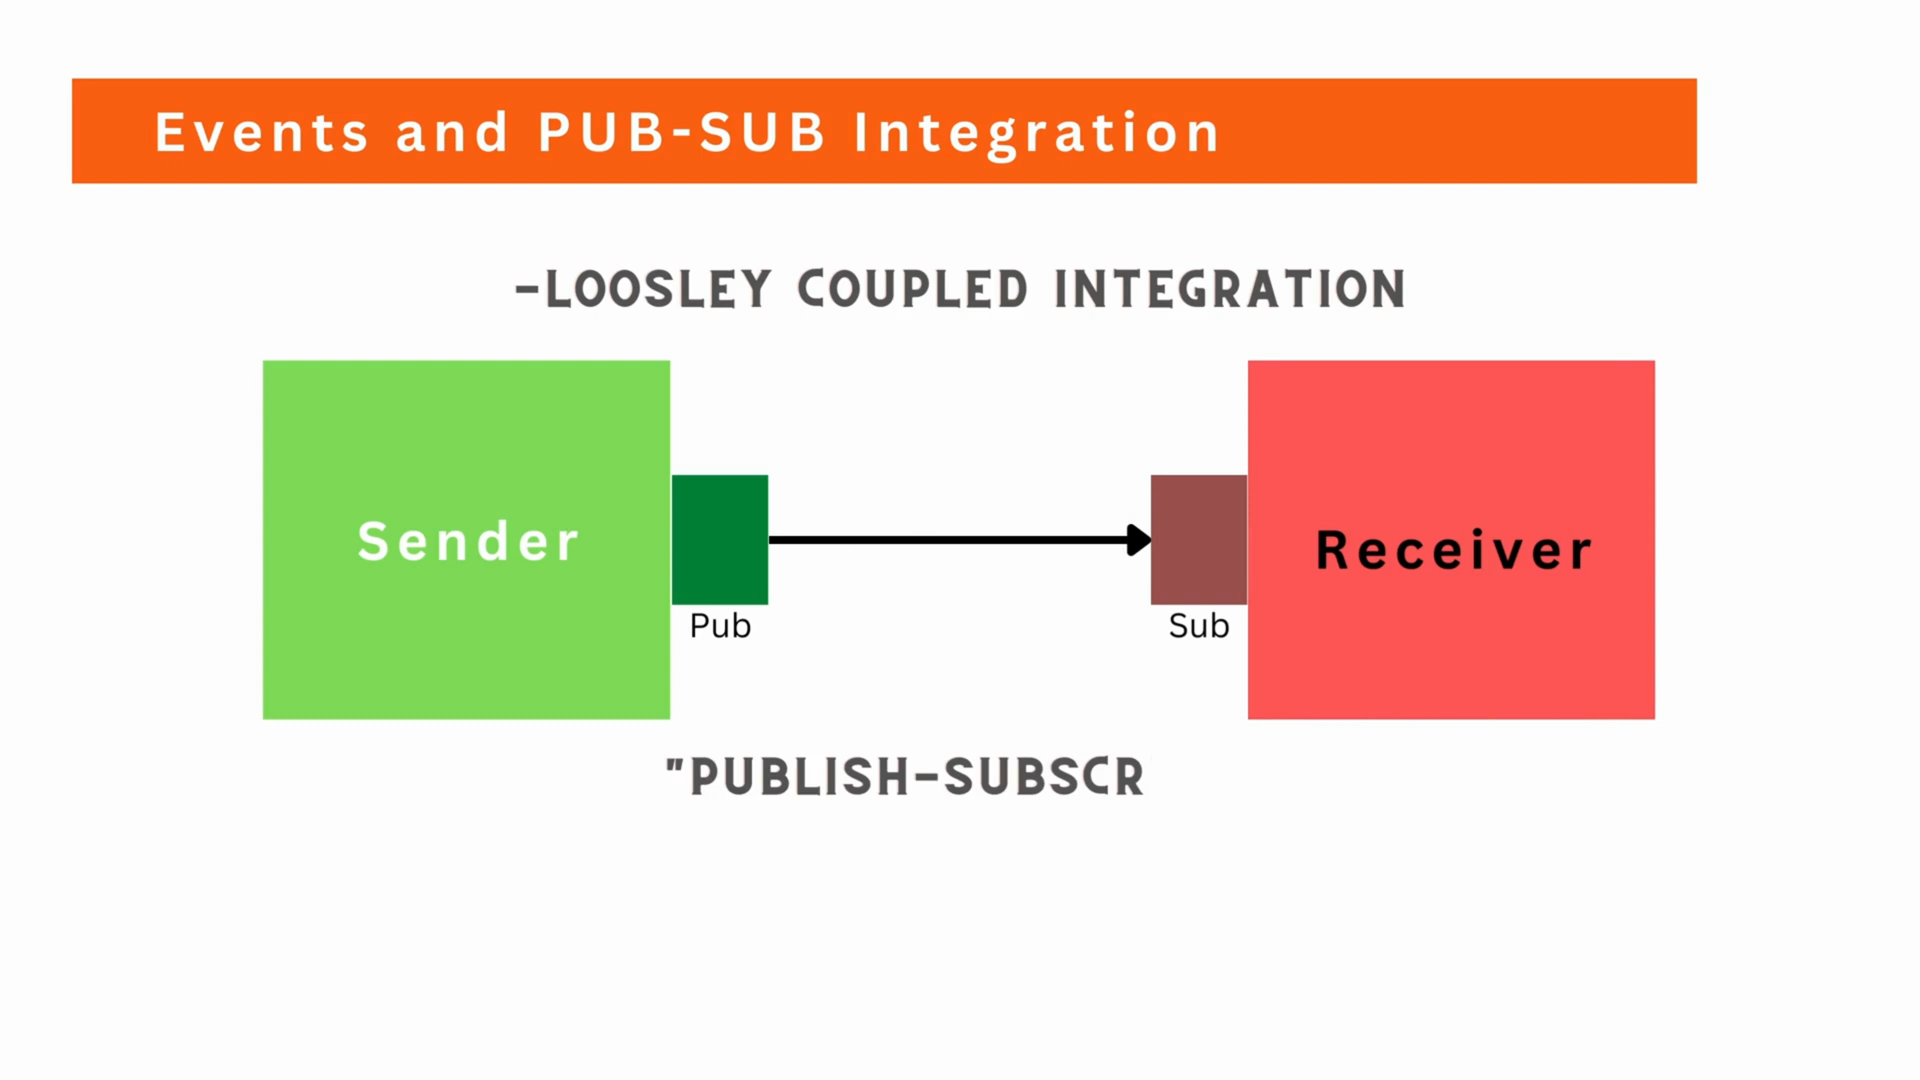 Events and PUB-SUB Integration
-LOOSLEY COUPLED INTEGRATION
Sender
Receiver
Pub
Sub
"PUBLISH-SUBSCR